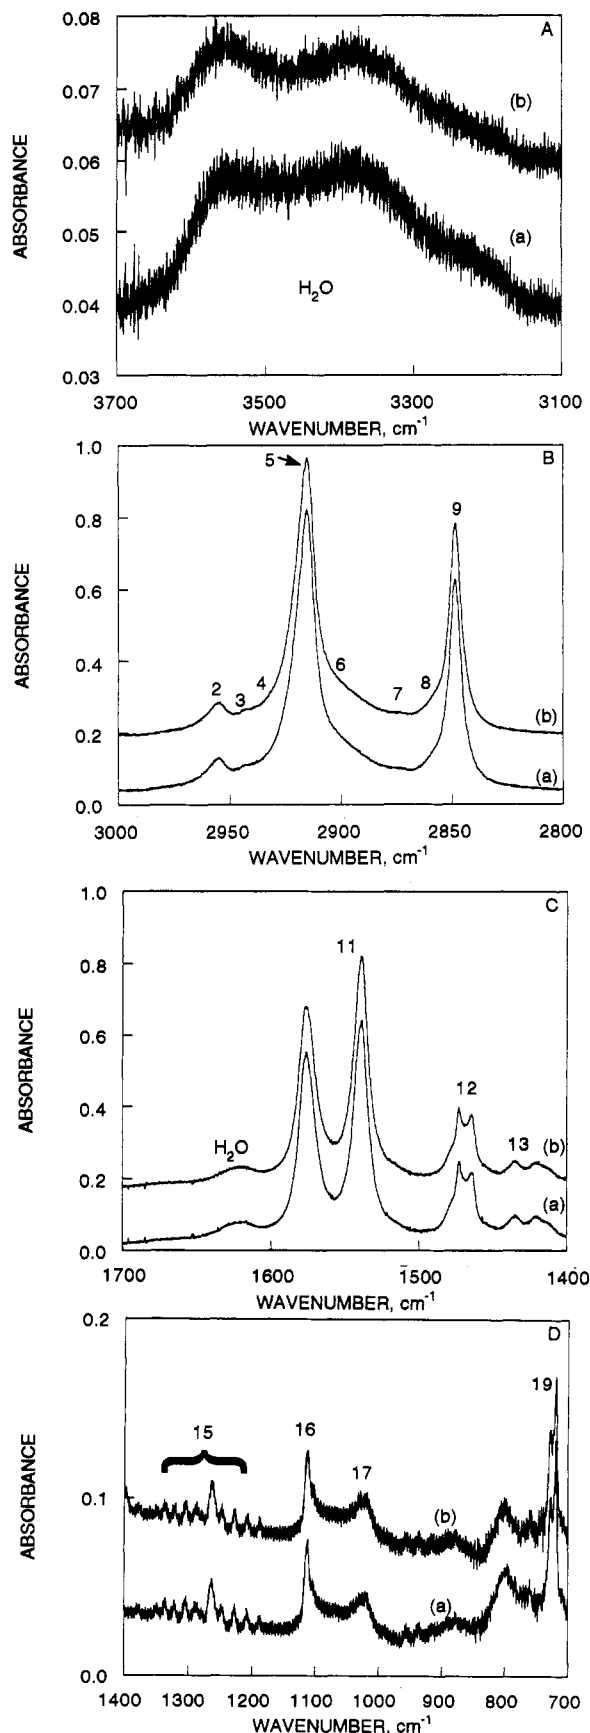 0.08
A
0.07
(b)
0.06
0.05
(a)
H2O
0.04
0.03
3700 3500 3300 3100
WAVENUMBER, cm-1
ABSORBANCE
1.0
B
5
9
0.8
0.6
0.4
6
2 3 4 7 8
(b)
0.2
(a)
0.0
3000 2950 2900 2850 2800
WAVENUMBER, cm-1
ABSORBANCE
1.0
C
11
0.8
0.6
0.4
12
H2O
13 (b)
0.2
(a)
0.0
1700 1600 1500 1400
WAVENUMBER, cm-1
ABSORBANCE
0.2
D
19
15 16
17
0.1
(b)
(a)
0.0
1400 1300 1200 1100 1000 900 800 700
WAVENUMBER, cm-1
ABSORBANCE